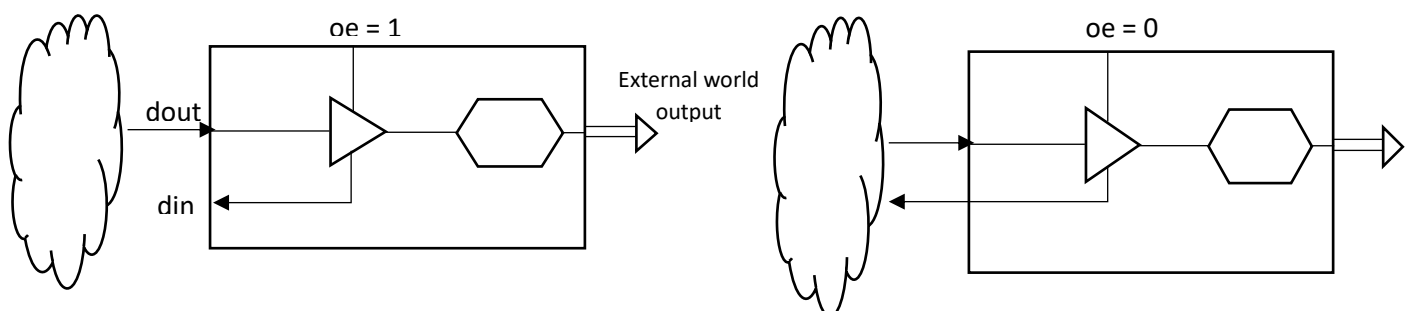 oe = 1
oe = 0
External world
output
dout
din